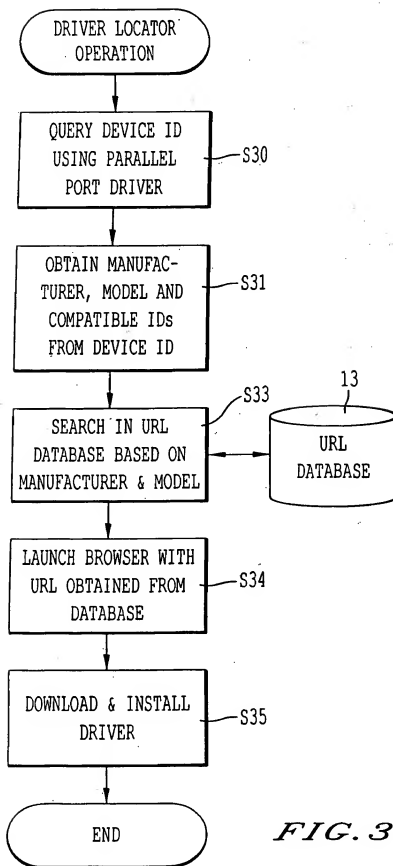 DRIVER LOCATOR
OPERATION
QUERY DEVICE ID
USING PARALLEL
PORT DRIVER
S30
OBTAIN MANUFAC-
TURER, MODEL AND
COMPATIBLE IDs
FROM DEVICE ID
S31
SEARCH IN URL
DATABASE BASED ON
MANUFACTURER & MODEL
S33
13
URL
DATABASE
LAUNCH BROWSER WITH
URL OBTAINED FROM
DATABASE
S34
DOWNLOAD & INSTALL
DRIVER
S35
END
FIG. 3